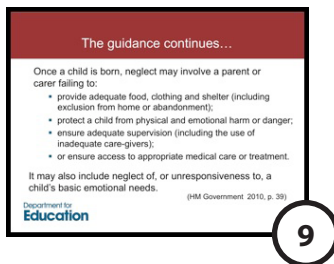 The guidance continues…
Once a child is born, neglect may involve a parent or
carer failing to:
• provide adequate food, clothing and shelter (including
exclusion from home or abandonment);
• protect a child from physical and emotional harm or danger;
• ensure adequate supervision (including the use of
inadequate care-givers);
• or ensure access to appropriate medical care or treatment.
It may also include neglect of, or unresponsiveness to, a
child's basic emotional needs.
(HM Government 2010, p. 39)
Department for
Education
9